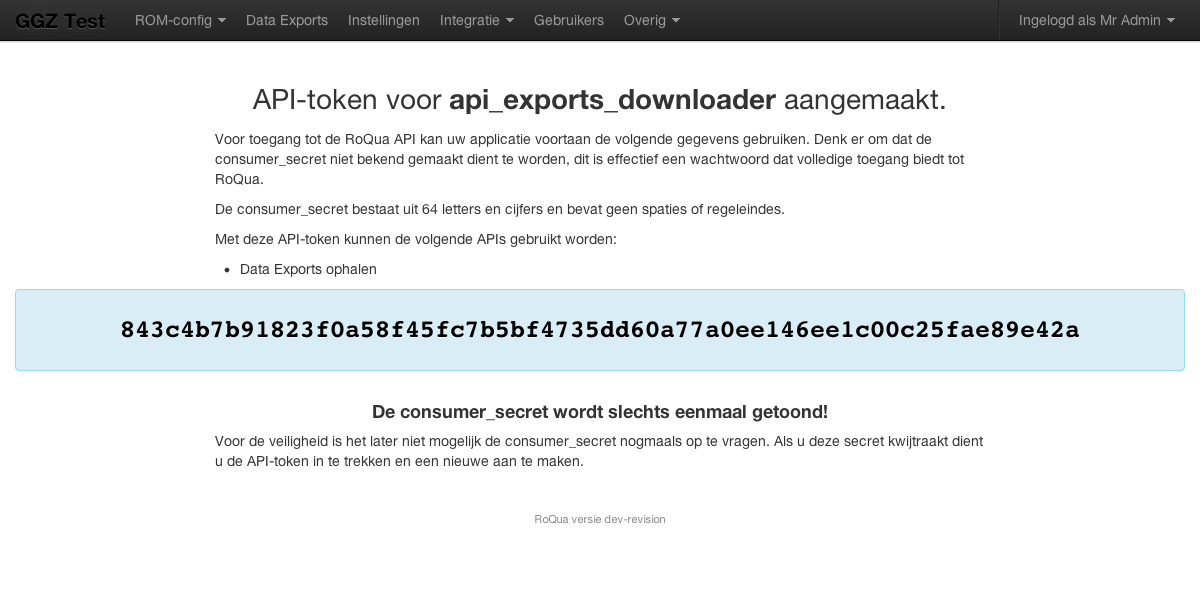 GGZ Test ROM-config Data Exports Instellingen Integratie Gebruikers Overig Ingelogd als Mr Admin
API-token voor api_exports_downloader aangemaakt.
Voor toegang tot de RoQua API kan uw applicatie voortaan de volgende gegevens gebruiken. Denk er om dat de
consumer_secret niet bekend gemaakt dient te worden, dit is effectief een wachtwoord dat volledige toegang biedt tot
RoQua.
De consumer_secret bestaat uit 64 letters en cijfers en bevat geen spaties of regeleindes.
Met deze API-token kunnen de volgende APIs gebruikt worden:
• Data Exports ophalen
843c4b7b91823f0a58f45fc7b5bf4735dd60a77a0ee146ee1c00c25fae89e42a
De consumer_secret wordt slechts eenmaal getoond!
Voor de veiligheid is het later niet mogelijk de consumer_secret nogmaals op te vragen. Als u deze secret kwijtraakt dient
u de API-token in te trekken en een nieuwe aan te maken.
RoQua versie dev-revision